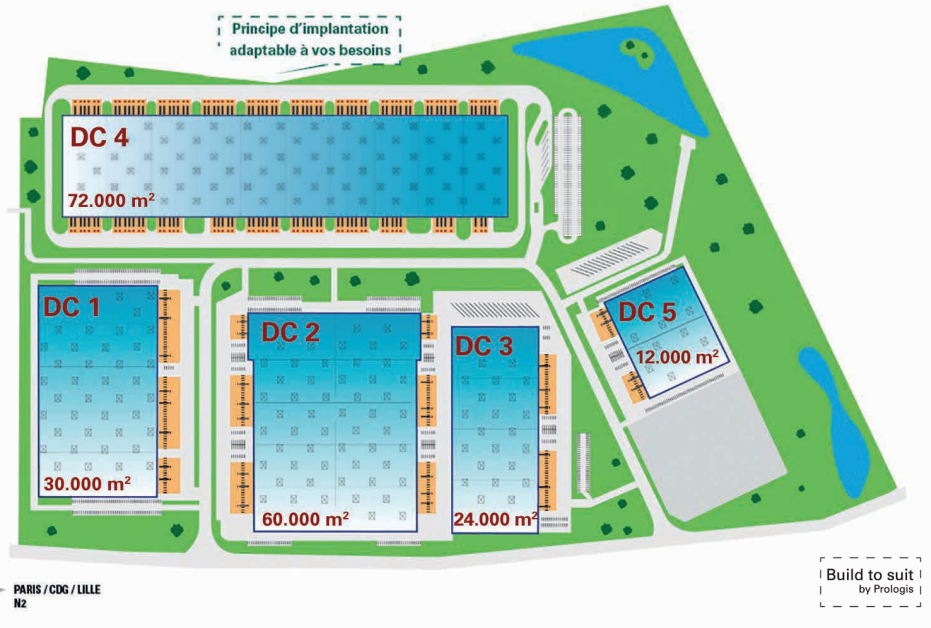 Principe d'implantation
adaptable à vos besoins
DC 4
72.000 m²
DC 1
30.000 m²
DC 2
60.000 m²
DC 3
24.000 m²
DC 5
12.000 m²
PARIS / CDG / LILLE
N2
Build to suit
by Prologis